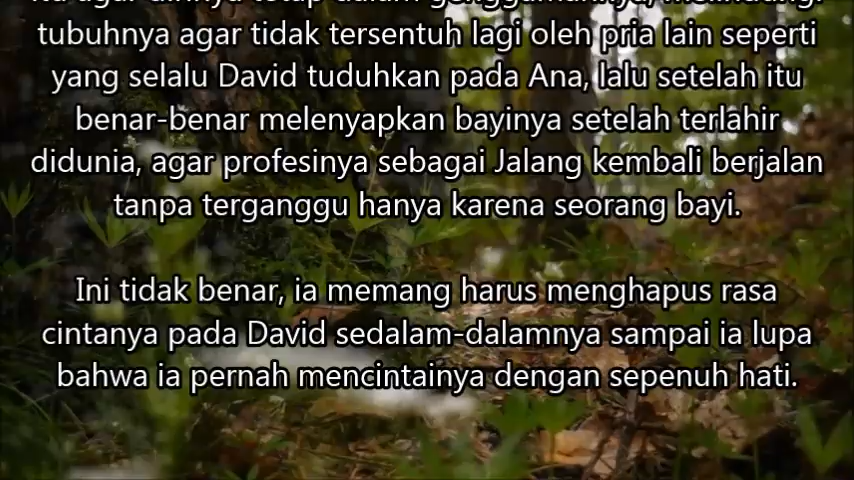 tubuhnya agar tidak tersentuh lagi oleh pria lain seperti
yang selalu David tuduhkan pada Ana, lalu setelah itu
benar-benar melenyapkan bayinya setelah terlahir
didunia, agar profesinya sebagai Jalang kembali berjalan
tanpa terganggu hanya karena seorang bayi.
Ini tidak benar, ia memang harus menghapus rasa
cintanya pada David sedalam-dalamnya sampai ia lupa
bahwa ia pernah mencintainya dengan sepenuh hati.